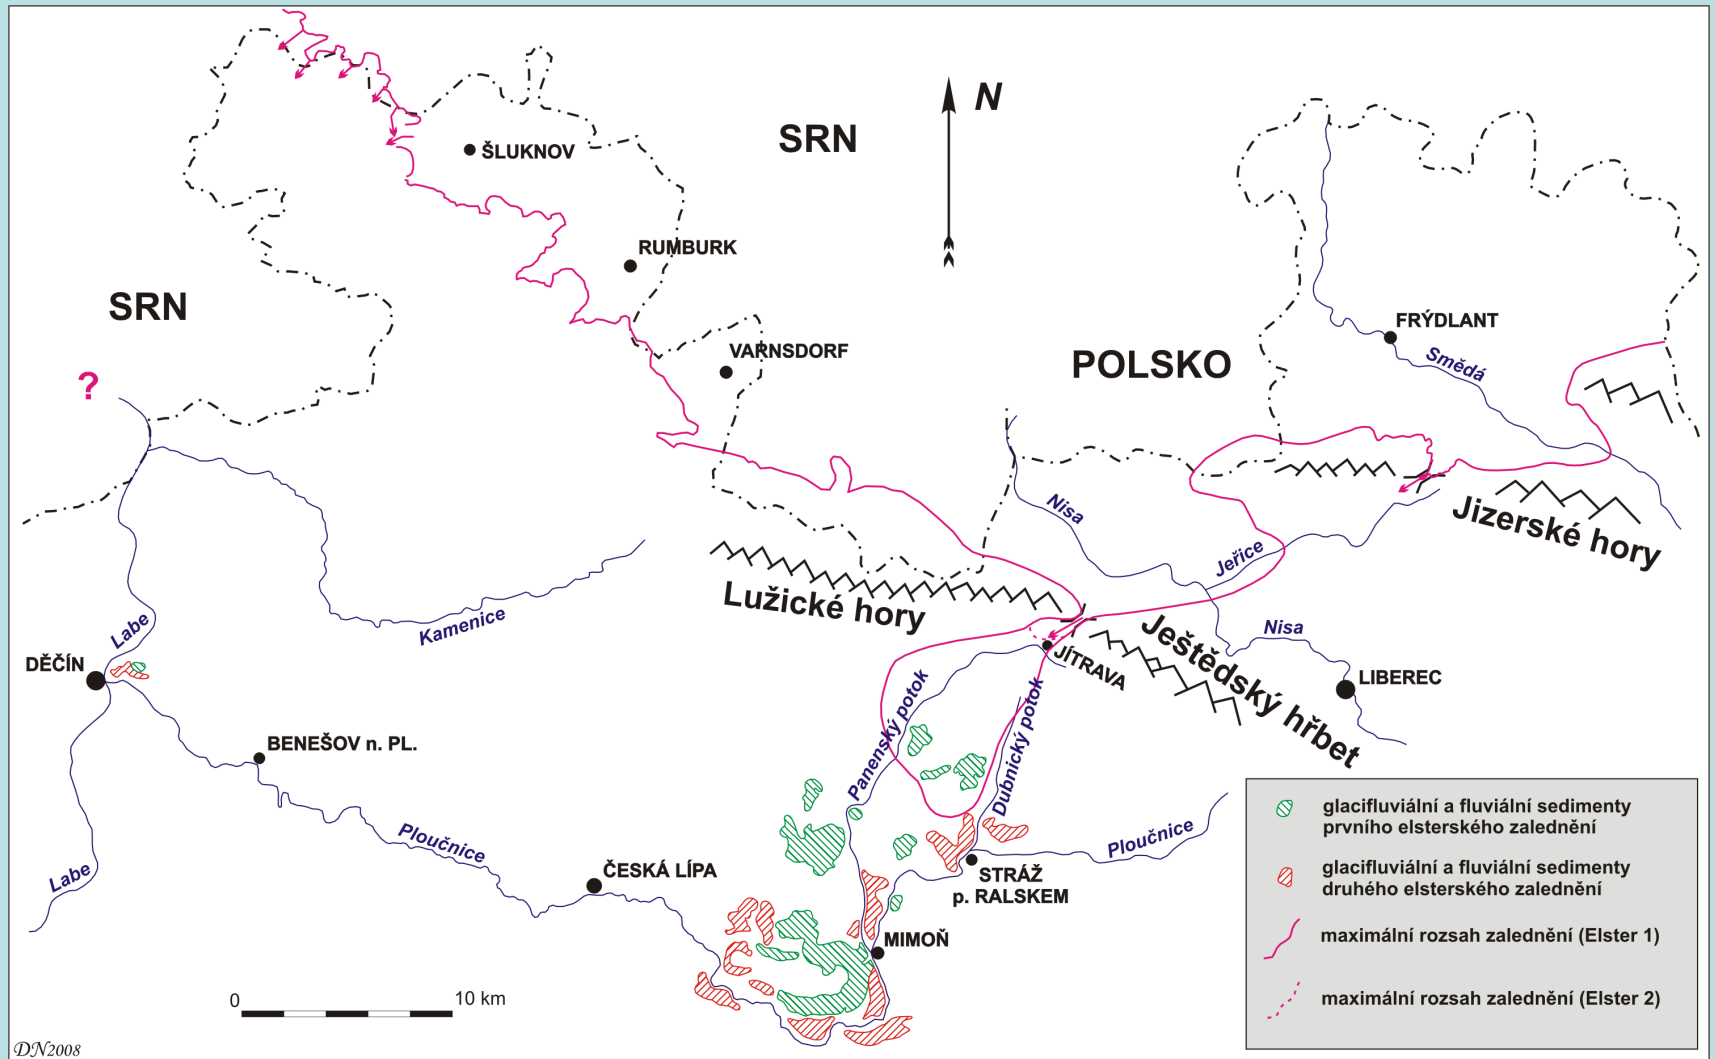 N
SRN
ŠLUKNOV
RUMBURK
SRN
VARNSDORF
FRÝDLANT
Smědá
POLSKO
?
Nisa
Jizerské hory
Jeřice
Lužické hory
Labe
Kamenice
Nisa
Ještědský hřbet
DĚČÍN
JÍTRAVA
LIBEREC
Panenský potok
Dubnický potok
BENEŠOV n. PL.
Ploučnice
Ploučnice
Labe
ČESKÁ LÍPA
STRÁŽ
p. RALSKEM
MIMOŇ
0
10 km
glacifluviální a fluviální sedimenty
prvního elsterského zalednění
glacifluviální a fluviální sedimenty
druhého elsterského zalednění
maximální rozsah zalednění (Elster 1)
maximální rozsah zalednění (Elster 2)
DN2008